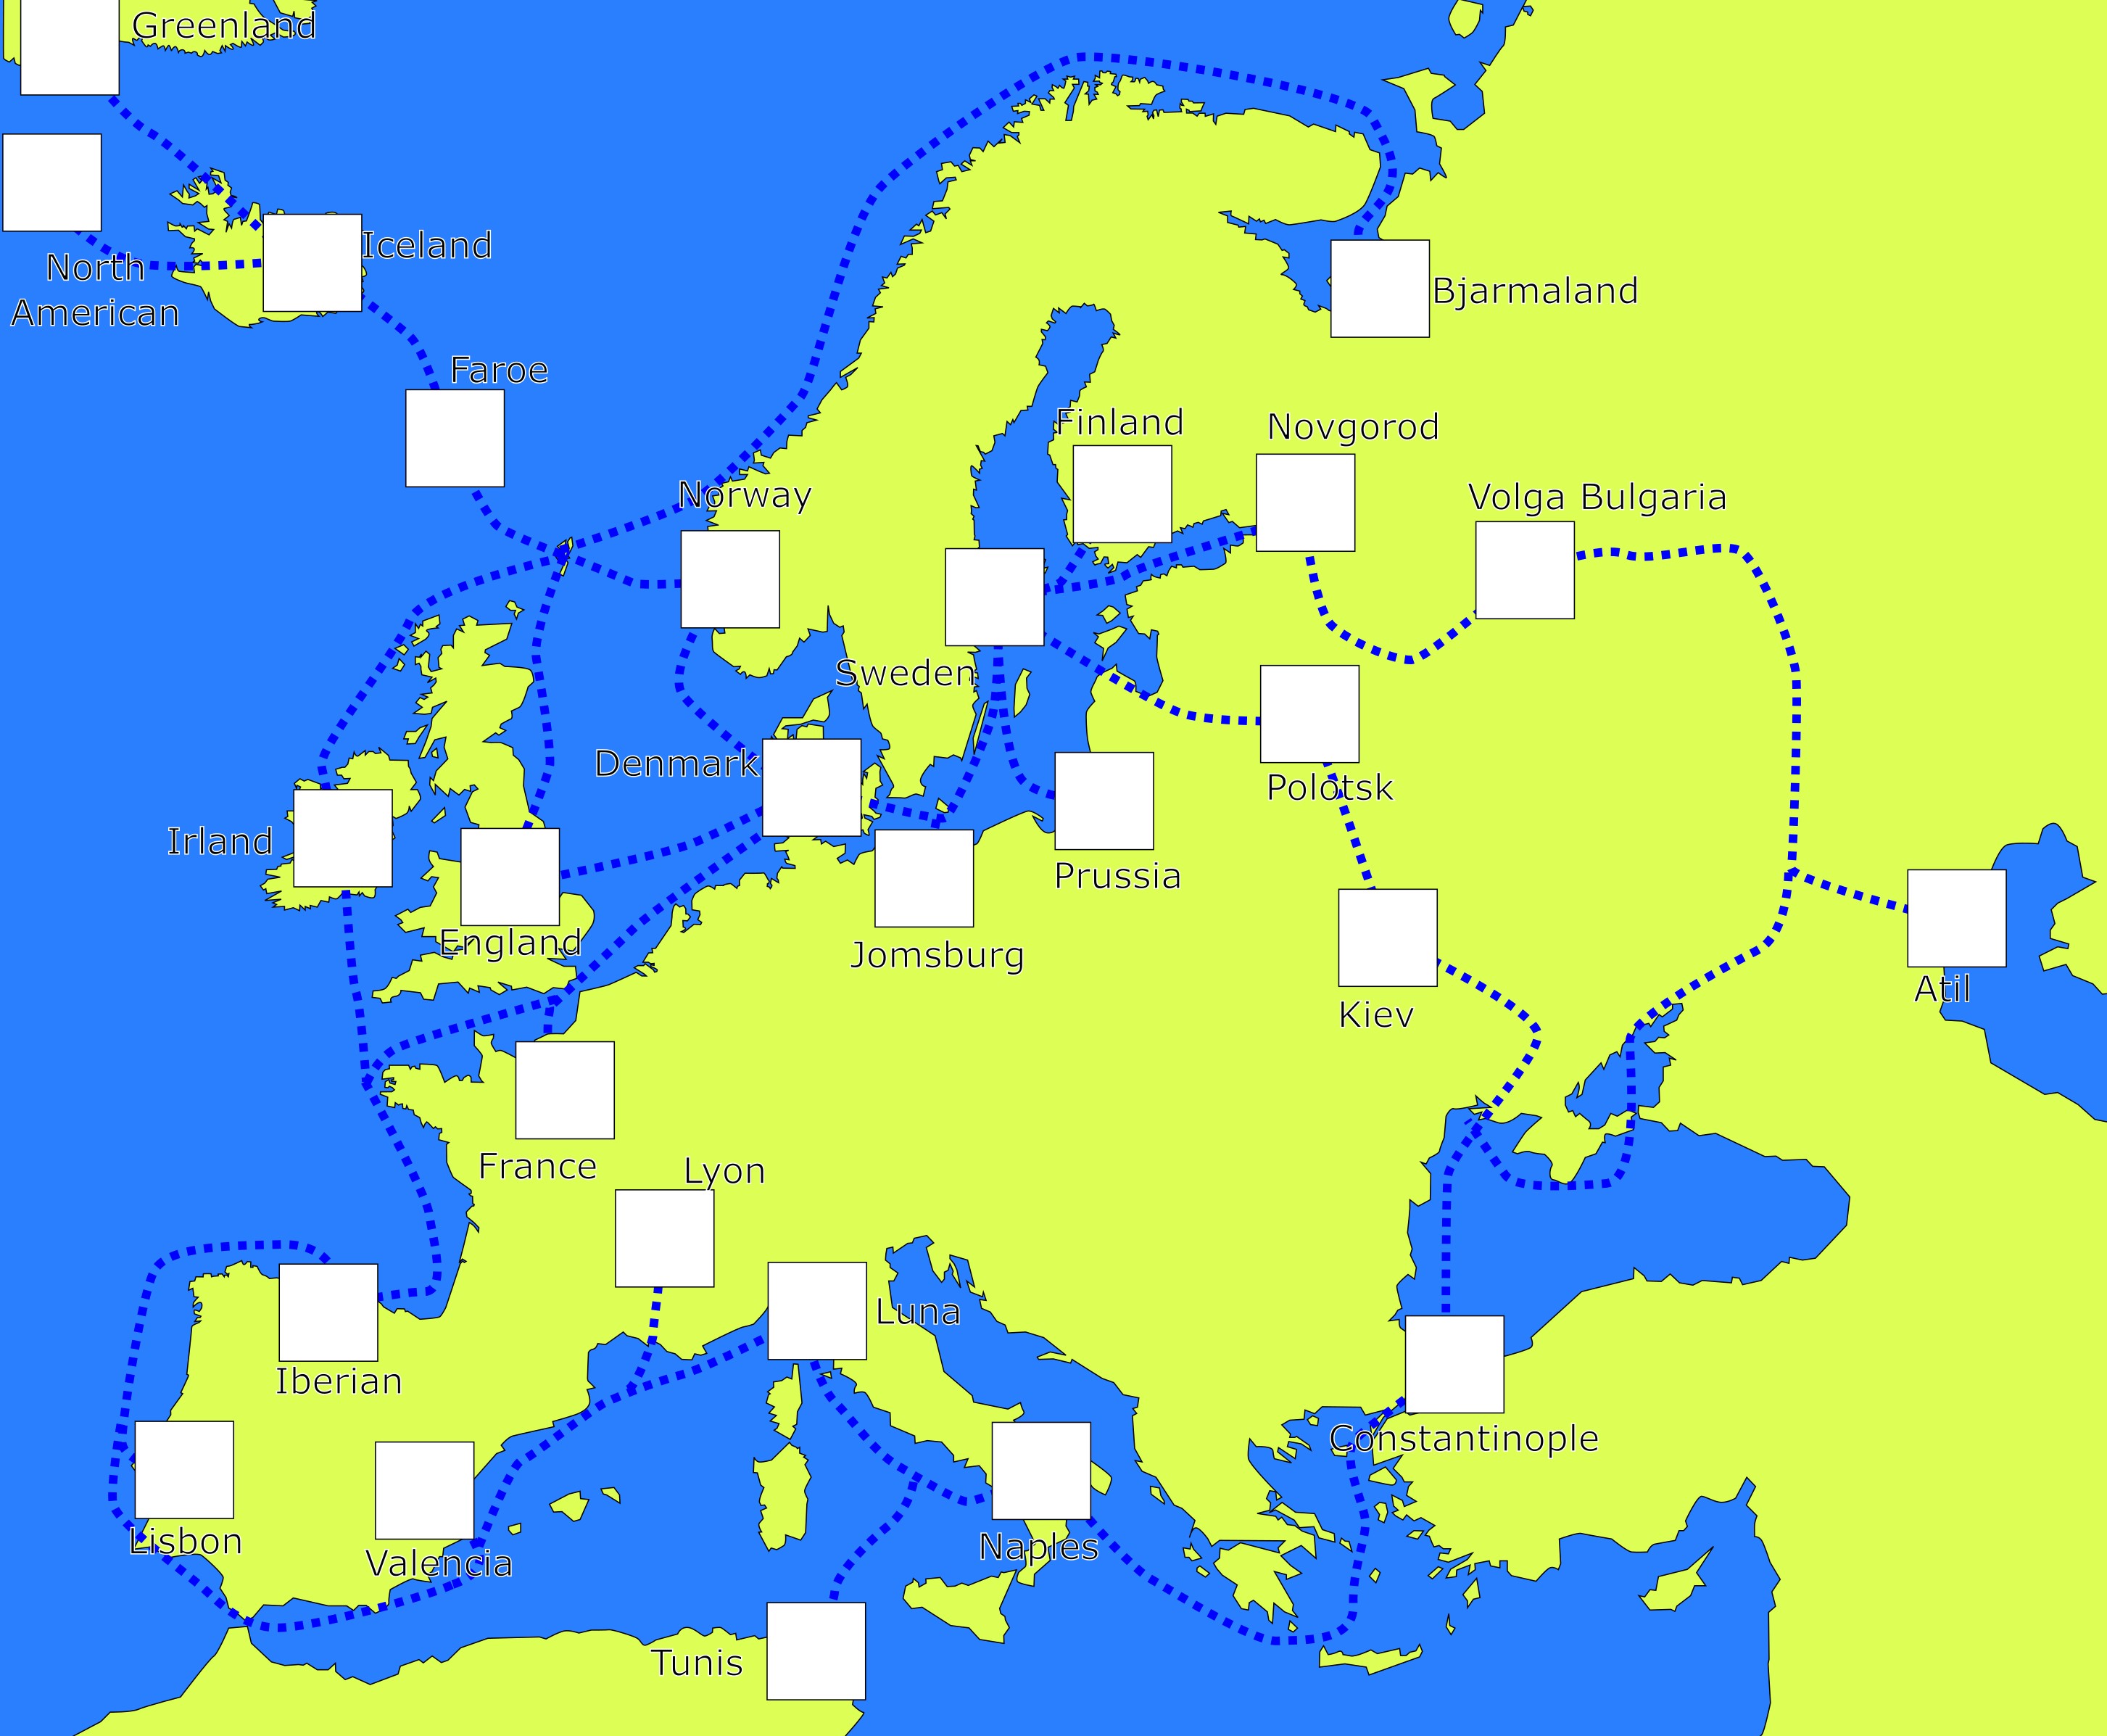 Greenland
Iceland
North
American
Bjarmaland
Faroe
Finland
Novgorod
Norway
Volga Bulgaria
Sweden
Denmark
Polotsk
Irland
Prussia
England
Jomsburg
Atil
Kiev
France
Lyon
Luna
Iberian
Constantinople
Lisbon
Naples
Valencia
Tunis